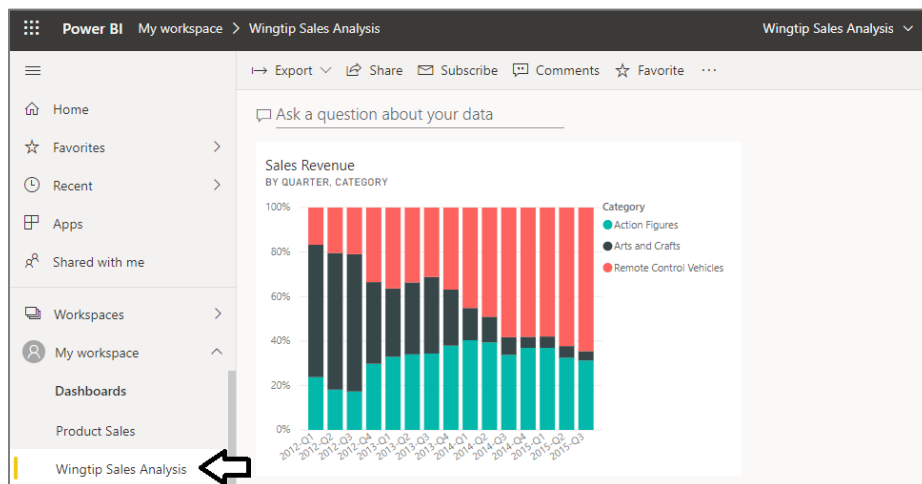 Power BI My workspace > Wingtip Sales Analysis Wingtip Sales Analysis
Export Share Subscribe Comments Favorite ...
Home
Favorites
Recent
Apps
Shared with me
Workspaces
My workspace
Dashboards
Product Sales
Wingtip Sales Analysis
Ask a question about your data
Sales Revenue
BY QUARTER, CATEGORY
100%
80%
60%
40%
20%
0%
2012-Q1 2012-Q2 2012-Q3 2012-Q4 2013-Q1 2013-Q2 2013-Q3 2013-Q4 2014-Q1 2014-Q2 2014-Q3 2014-Q4 2015-Q1 2015-Q2 2015-Q3
Category
Action Figures
Arts and Crafts
Remote Control Vehicles